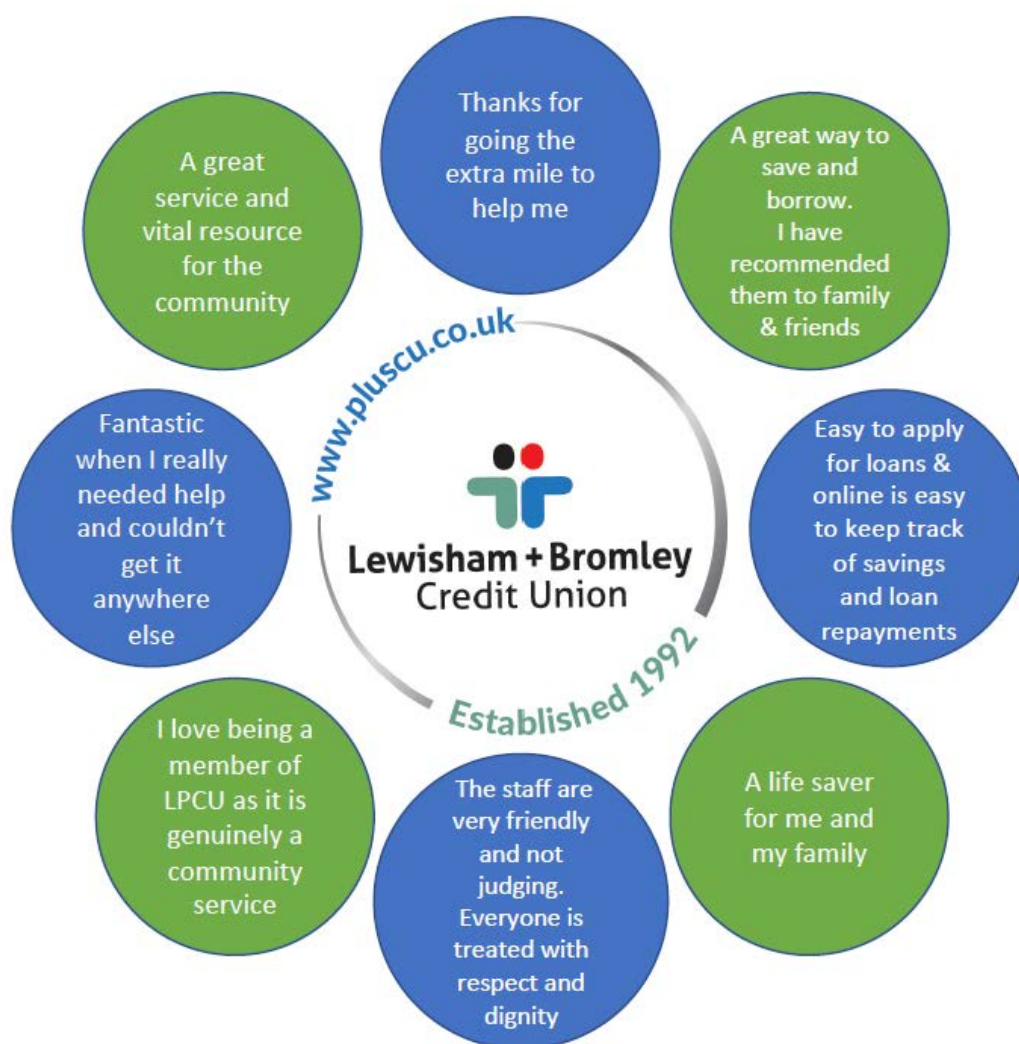 Thanks for
going the
extra mile to
help me
A great way to
save and
borrow.
I have
recommended
them to family
& friends
Easy to apply
for loans &
online is easy
to keep track
of savings
and loan
repayments
A life saver
for me and
my family
The staff are
very friendly
and not
judging.
Everyone is
treated with
respect and
dignity
I love being a
member of
LPCU as it is
genuinely a
community
service
Fantastic
when I really
needed help
and couldn't
get it
anywhere
else
A great
service and
vital resource
for the
community
www.pluscu.co.uk
Lewisham + Bromley
Credit Union
Established 1992